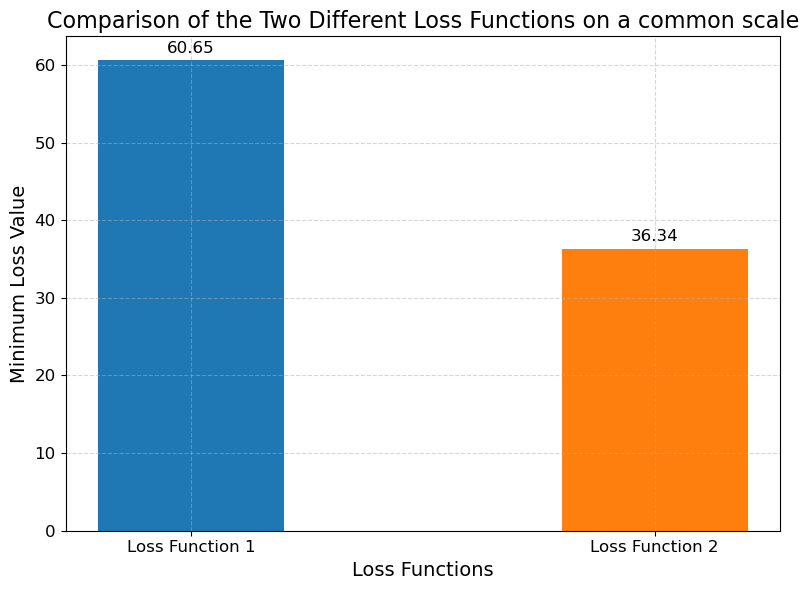 Comparison of the Two Different Loss Functions on a common scale
60.65
36.34
Minimum Loss Value
60
50
40
30
20
10
0
Loss Function 1
Loss Function 2
Loss Functions